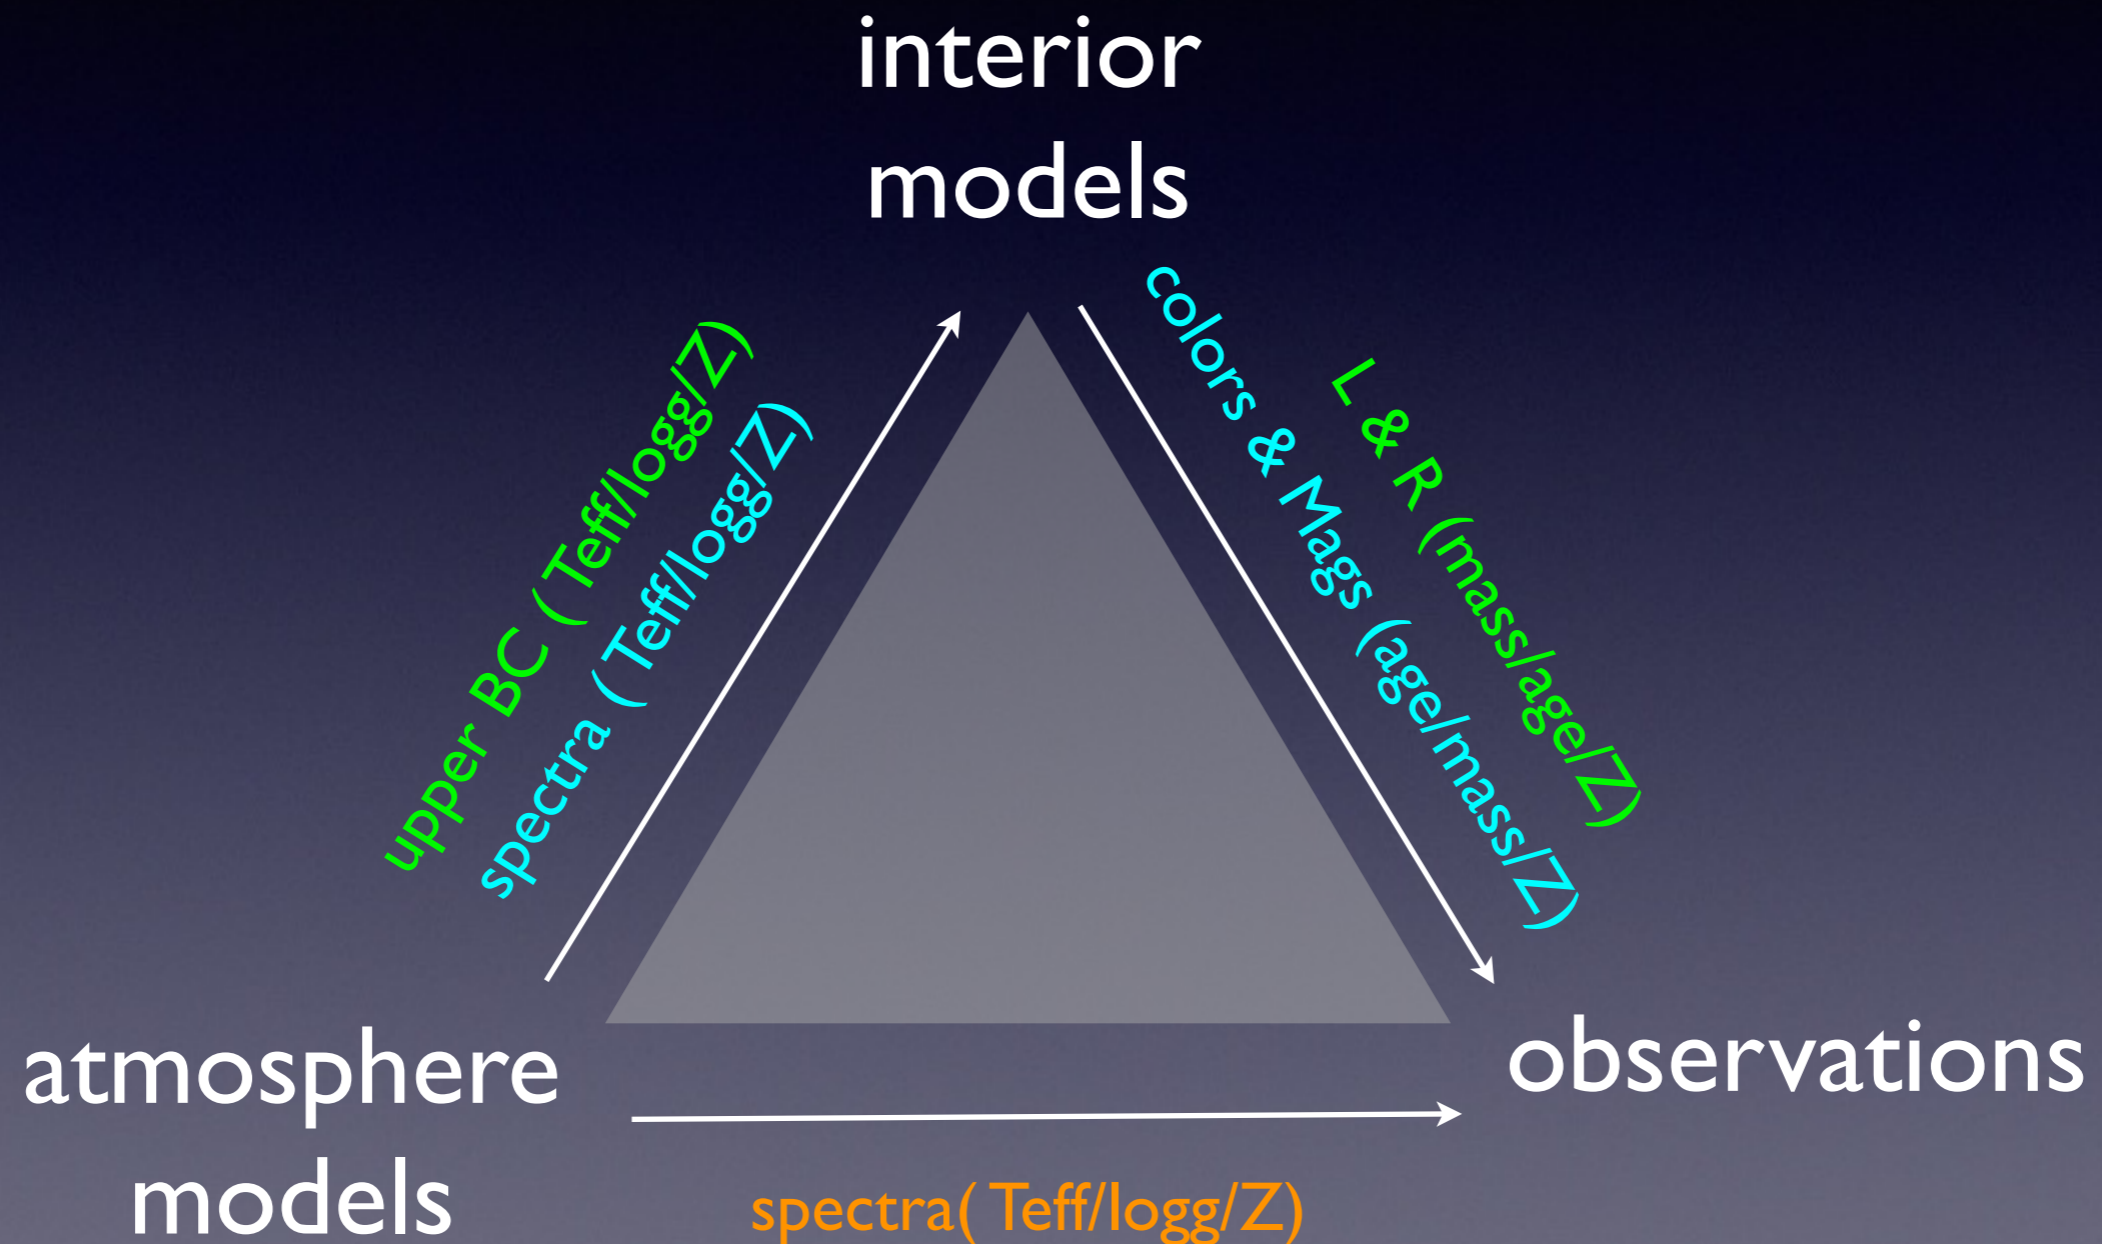 interior
models
upper BC ( Teff/logg/Z)
spectra ( Teff/logg/Z)
colors & Mags (age/mass/Z)
L & R (mass/age/Z)
atmosphere
models
observations
spectra( Teff/logg/Z)